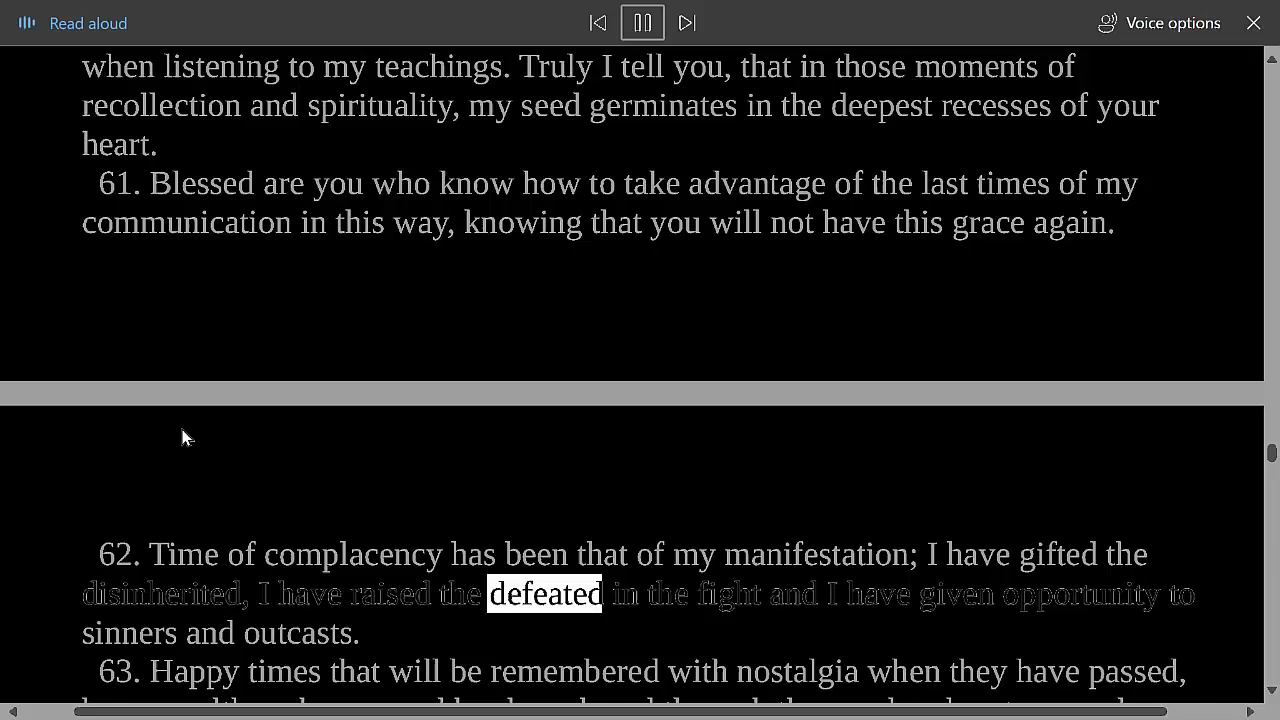 Read aloud
Voice options
when listening to my teachings. Truly I tell you, that in those moments of
recollection and spirituality, my seed germinates in the deepest recesses of your
heart.
61. Blessed are you who know how to take advantage of the last times of my
communication in this way, knowing that you will not have this grace again.
62. Time of complacency has been that of my manifestation; I have gifted the
disinherited, I have raised the defeated in the fight and I have given opportunity to
sinners and outcasts.
63. Happy times that will be remembered with nostalgia when they have passed,